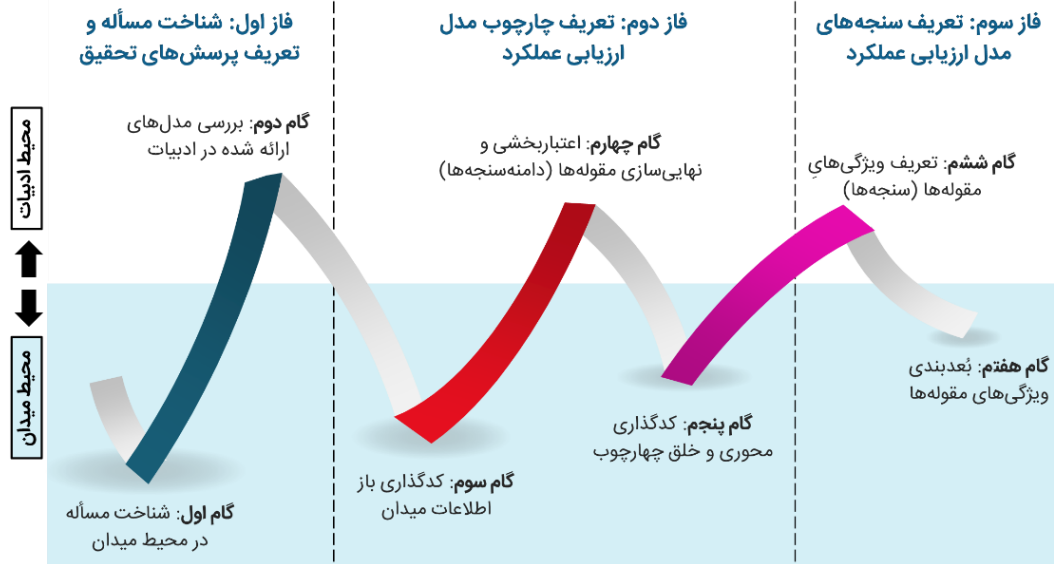 فاز اول: شناخت مسأله و
تعریف پرسش‌های تحقیق
فاز دوم: تعریف چارچوب مدل
ارزیابی عملکرد
فاز سوم: تعریف سنجه‌های
مدل ارزیابی عملکرد
محیط ادبیات
محیط میدان
گام اول: شناخت مسأله
در محیط میدان
گام دوم: بررسی مدل‌های
ارائه شده در ادبیات
گام سوم: کدگذاری باز
اطلاعات میدان
گام چهارم: اعتباربخشی و
نهایی‌سازی مقوله‌ها (دامنه‌سنجه‌ها)
گام پنجم: کدگذاری
محوری و خلق چهارچوب
گام ششم: تعریف ویژگی‌هایِ
مقوله‌ها (سنجه‌ها)
گام هفتم: بُعدبندی
ویژگی‌های مقوله‌ها